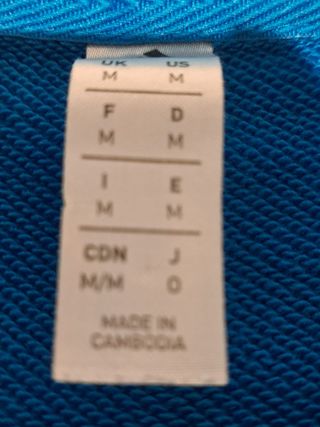 UK US
M M
F D
M M
I E
M M
CDN J
M/M O
MADE IN
CAMBODIA